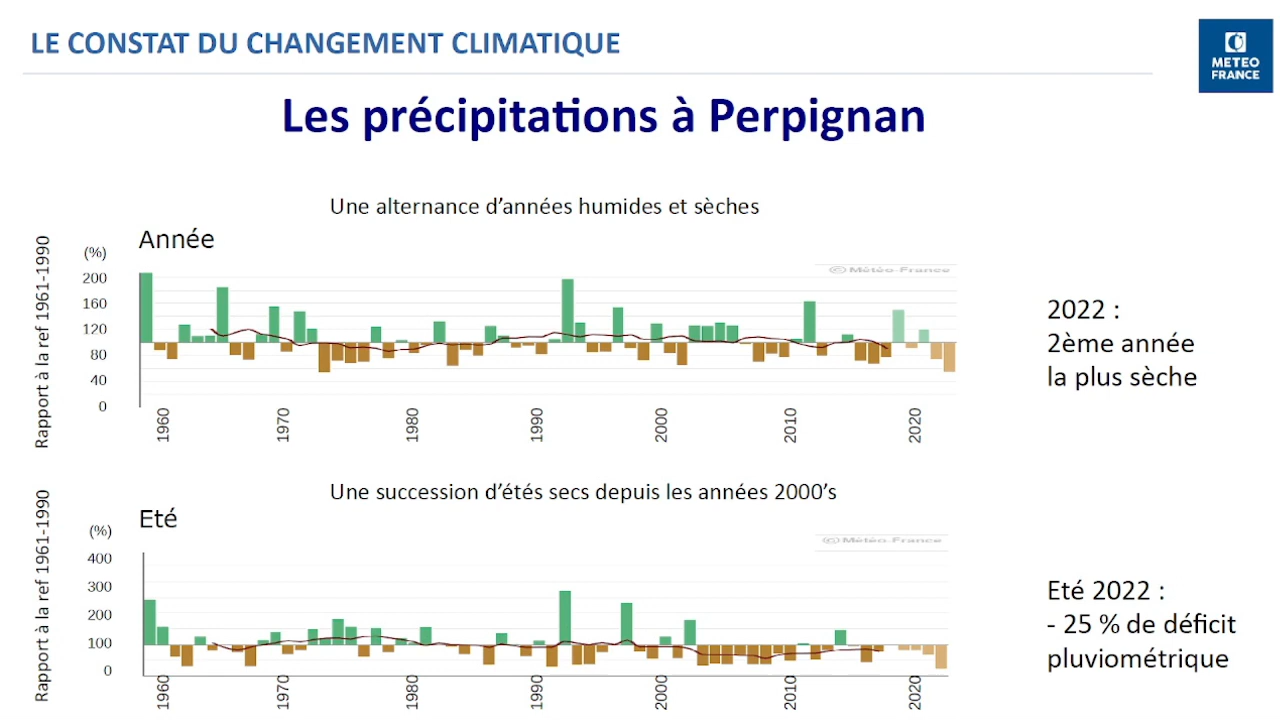 LE CONSTAT DU CHANGEMENT CLIMATIQUE
METEO
FRANCE
Les précipitations à Perpignan
Une alternance d'années humides et sèches
Année
(%)
Rapport à la ref 1961-1990
© Météo-France
200
160
120
80
40
0
1960
1970
1980
1990
2000
2010
2020
2022 :
2ème année
la plus sèche
Une succession d'étés secs depuis les années 2000's
Eté
(%)
Rapport à la ref 1961-1990
© Météo-France
400
300
200
100
0
1960
1970
1980
1990
2000
2010
2020
Eté 2022 :
- 25 % de déficit
pluviométrique